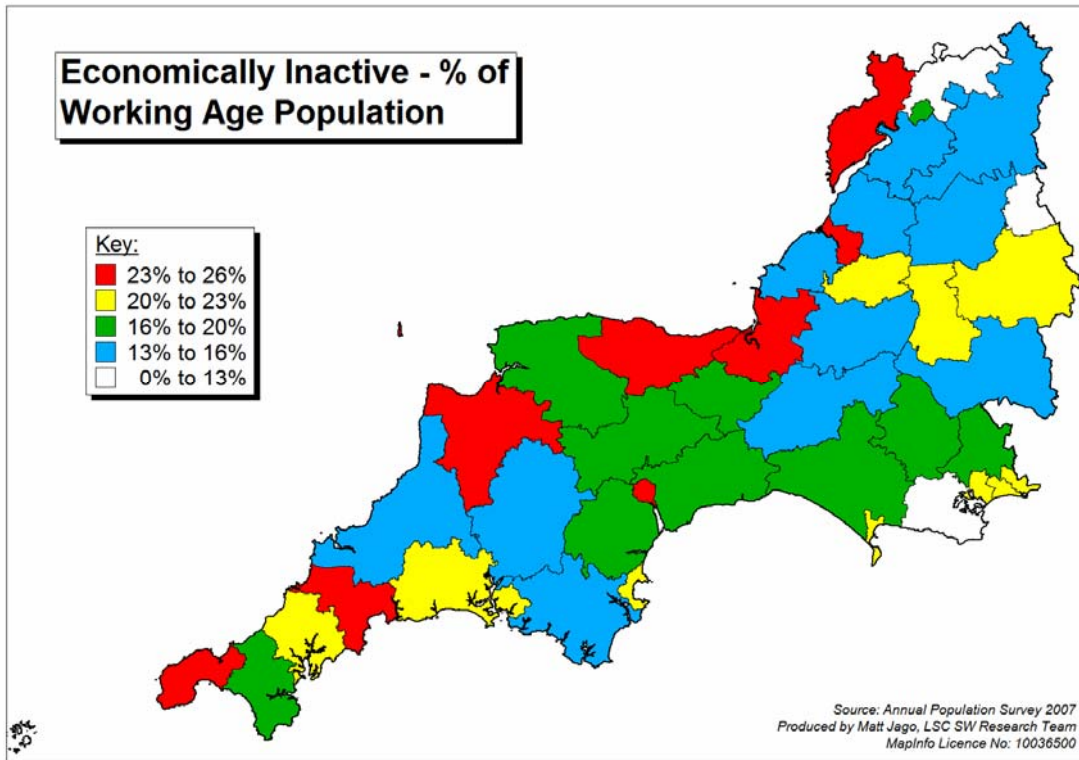 Economically Inactive - % of
Working Age Population
Key:
23% to 26%
20% to 23%
16% to 20%
13% to 16%
0% to 13%
Source: Annual Population Survey 2007
Produced by Matt Jago, LSC SW Research Team
MapInfo Licence No: 10036500